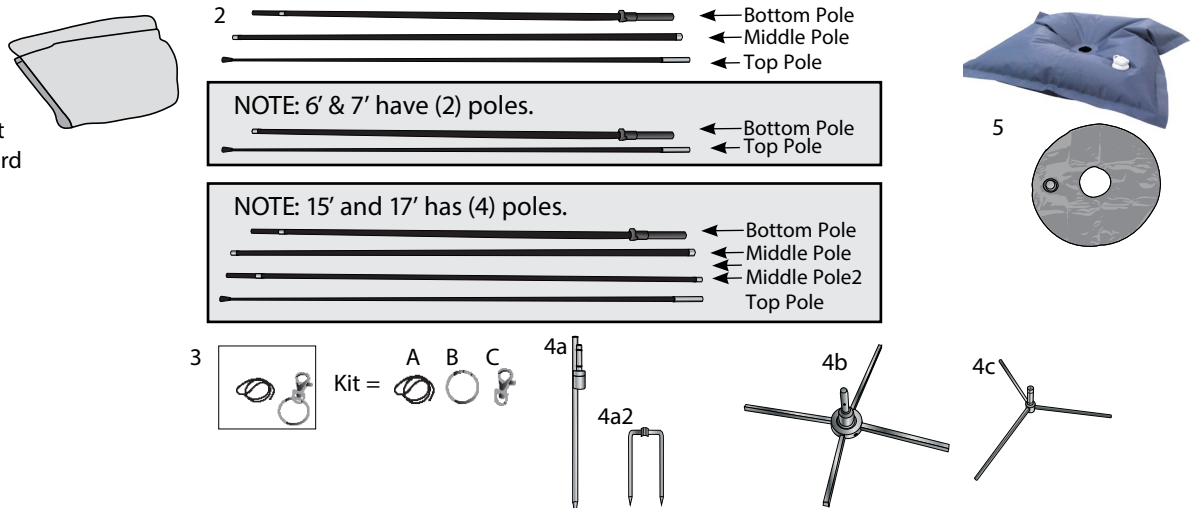 2
Bottom Pole
Middle Pole
Top Pole
NOTE: 6’ & 7’ have (2) poles.
Bottom Pole
Top Pole
5
t
rd
NOTE: 15’ and 17’ has (4) poles.
Bottom Pole
Middle Pole
Middle Pole2
Top Pole
3
Kit =
A B C
4a
4a2
4b
4c